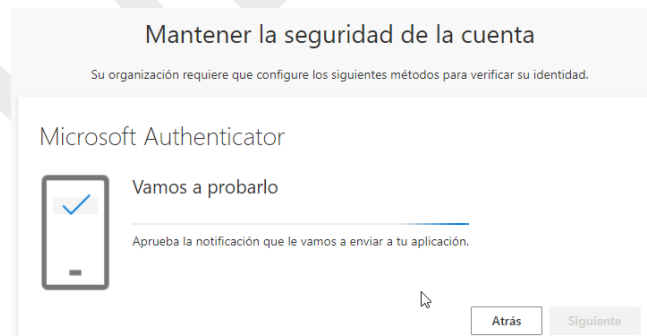 Mantener la seguridad de la cuenta
Su organización requiere que configure los siguientes métodos para verificar su identidad.
Microsoft Authenticator
Vamos a probarlo
Aprueba la notificación que le vamos a enviar a tu aplicación.
Atrás
Siguiente